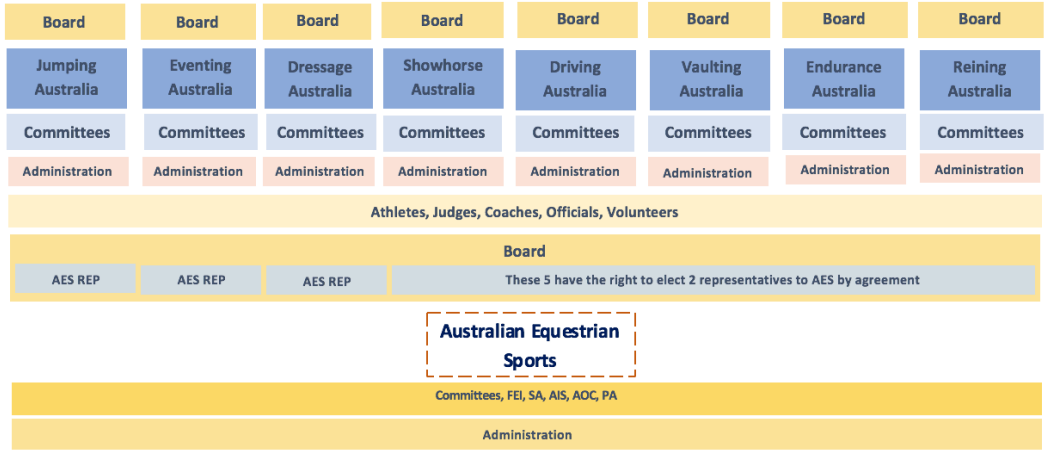 Board Board Board Board Board Board Board Board
Jumping Australia Eventing Australia Dressage Australia Showhorse Australia Driving Australia Vaulting Australia Endurance Australia Reining Australia
Committees Committees Committees Committees Committees Committees Committees Committees
Administration Administration Administration Administration Administration Administration Administration Administration
Athletes, Judges, Coaches, Officials, Volunteers
Board
AES REP AES REP AES REP These 5 have the right to elect 2 representatives to AES by agreement
Australian Equestrian
Sports
Committees, FEI, SA, AIS, AOC, PA
Administration